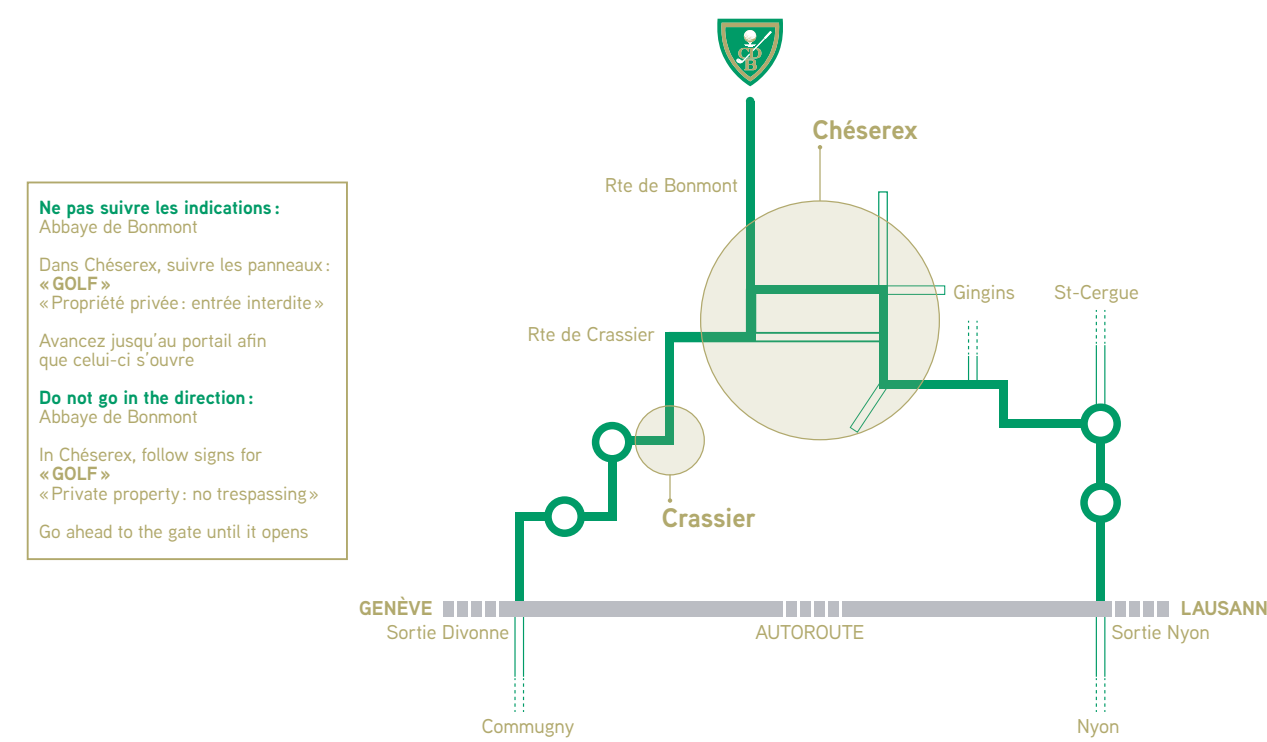 CDB
Chéserex
Rte de Bonmont
Ne pas suivre les indications :
Abbaye de Bonmont
Dans Chéserex, suivre les panneaux :
« GOLF »
« Propriété privée : entrée interdite »
Avancez jusqu'au portail afin
que celui-ci s'ouvre
Do not go in the direction :
Abbaye de Bonmont
In Chéserex, follow signs for
« GOLF »
« Private property : no trespassing »
Go ahead to the gate until it opens
Gingins
St-Cergue
Rte de Crassier
Crassier
GENÈVE
LAUSANN
Sortie Divonne
AUTOROUTE
Sortie Nyon
Commugny
Nyon